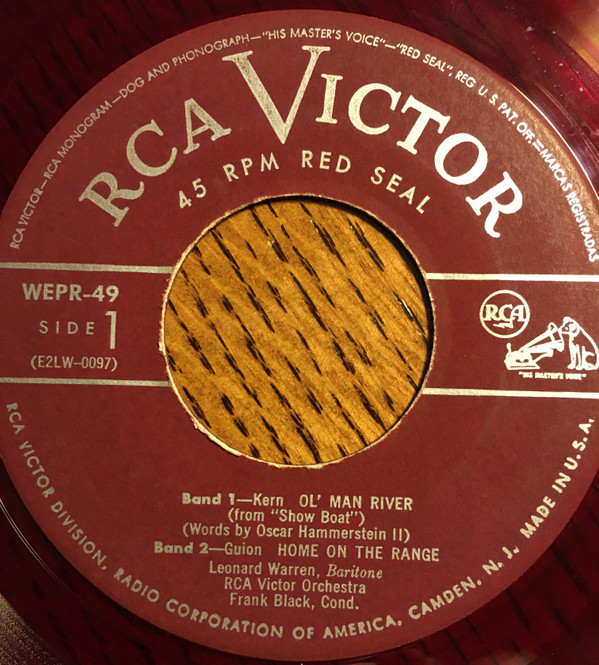 RCA VICTOR—RCA MONOGRAM—DOG AND PHONOGRAPH—"HIS MASTER'S VOICE"—"RED SEAL", REG U. S. PAT. OFF.—MARCAS REGISTRADAS
RCA VICTOR
45 RPM RED SEAL
WEPR-49
SIDE 1
(E2LW-0097)
RCA
"HIS MASTER'S VOICE"
Band 1—Kern OL' MAN RIVER
(from "Show Boat")
(Words by Oscar Hammerstein II)
Band 2—Guion HOME ON THE RANGE
Leonard Warren, Baritone
RCA Victor Orchestra
Frank Black, Cond.
RCA VICTOR DIVISION, RADIO CORPORATION OF AMERICA, CAMDEN, N. J., MADE IN U. S. A.